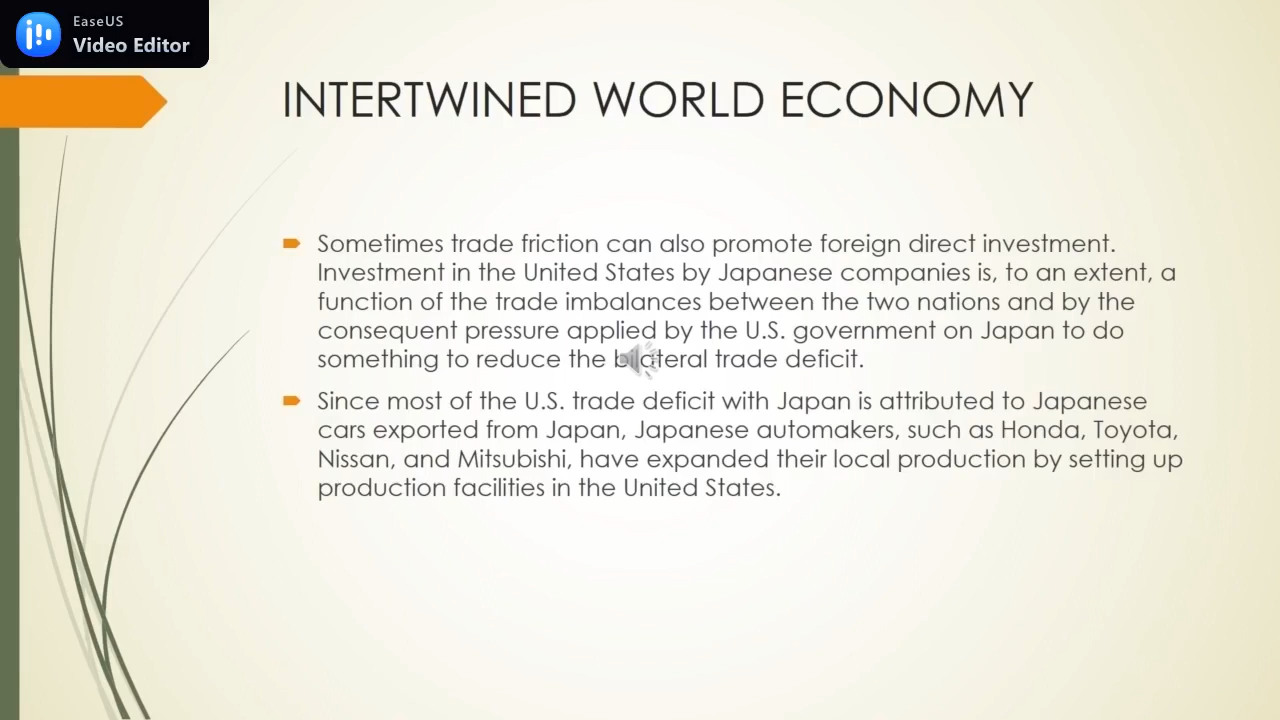 EaseUS
Video Editor
INTERTWINED WORLD ECONOMY
Sometimes trade friction can also promote foreign direct investment.
Investment in the United States by Japanese companies is, to an extent, a
function of the trade imbalances between the two nations and by the
consequent pressure applied by the U.S. government on Japan to do
something to reduce the bilateral trade deficit.
Since most of the U.S. trade deficit with Japan is attributed to Japanese
cars exported from Japan, Japanese automakers, such as Honda, Toyota,
Nissan, and Mitsubishi, have expanded their local production by setting up
production facilities in the United States.